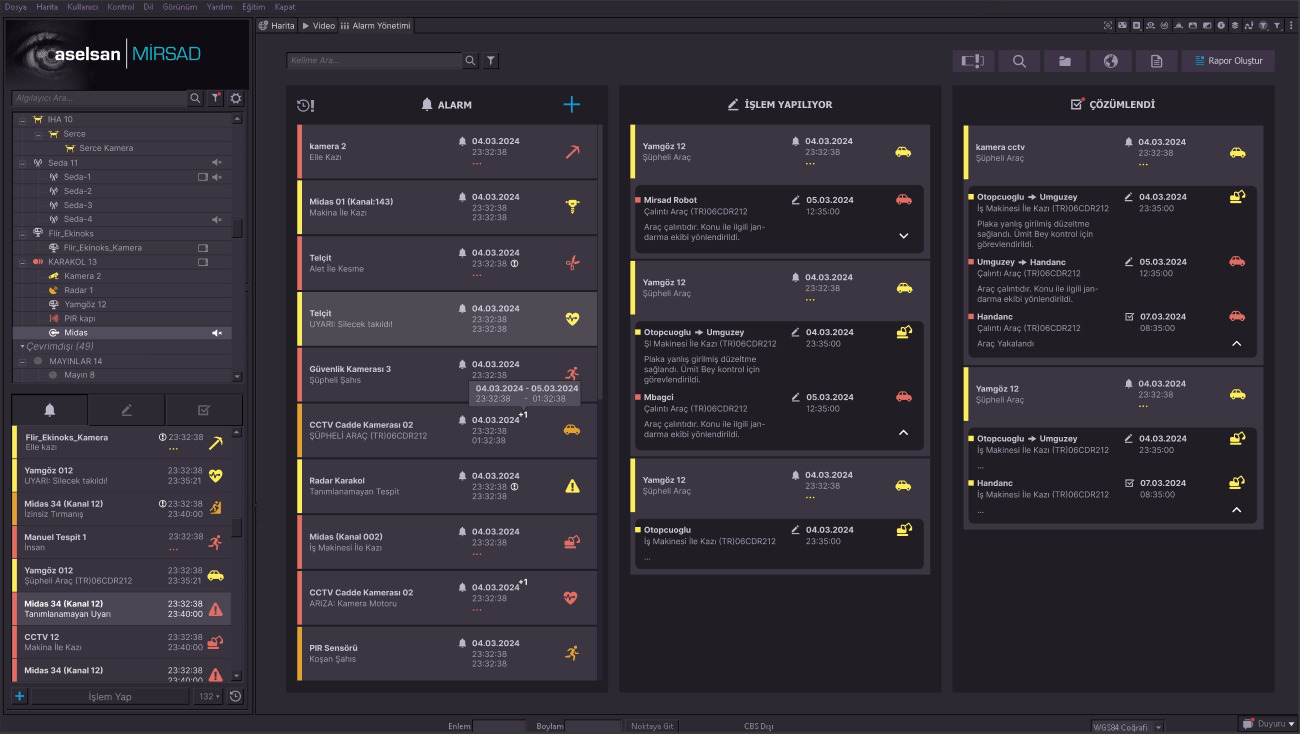 Dosya Harita Kullanıcı Kontrol Dil Görünüm Yardım Eğitim Kapat
aselsan MİRSAD
Algılayıcı Ara...
IHA 10
Serce
Serce Kamera
Seda 11
Seda-1
Seda-2
Seda-3
Seda-4
Flir_Ekinoks
Flir_Ekinoks_Kamera
KARAKOL 13
Kamera 2
Radar 1
Yamgöz 12
PIR kapı
Midas
Çevrimdışı (49)
MAYINLAR 14
Mayın 8
Flir_Ekinoks_Kamera 23:32:38
Elle kazı ...
Yamgöz 012 23:32:38
UYARI: Silecek takıldı! 23:35:21
Midas 34 (Kanal 12) 23:32:38
İzinsiz Tırmanış 23:40:00
Manuel Tespit 1 23:32:38
İnsan ...
Yamgöz 012 23:32:38
Şüpheli Araç (TR)06CDR212 23:35:21
Midas 34 (Kanal 12) 23:32:38
Tanımlanamayan Uyarı 23:40:00
CCTV 12 23:32:38
Makina İle Kazı 23:40:00
Midas 34 (Kanal 12) 23:32:38
23:40:00
İşlem Yap 132
Harita Video Alarm Yönetimi
Kelime Ara...
Rapor Oluştur
ALARM
kamera 2 04.03.2024
Elle Kazı 23:32:38
...
Midas 01 (Kanal:143) 04.03.2024
Makina İle Kazı 23:32:38
23:32:38
Telçit 04.03.2024
Alet İle Kesme 23:32:38
...
Telçit 04.03.2024
UYARI: Silecek takıldı! 23:32:38
23:32:38
Güvenlik Kamerası 3 04.03.2024
Şüpheli Şahıs 23:32:38
04.03.2024 - 05.03.2024
23:32:38 - 01:32:38
CCTV Cadde Kamerası 02 04.03.2024 +1
ŞÜPHELİ ARAÇ (TR)06CDR212 23:32:38
01:32:38
Radar Karakol 04.03.2024
Tanımlanamayan Tespit 23:32:38
23:32:38
Midas (Kanal 002) 04.03.2024
İş Makinesi İle Kazı 23:32:38
...
CCTV Cadde Kamerası 02 04.03.2024 +1
ARIZA: Kamera Motoru 23:32:38
...
PIR Sensörü 04.03.2024
Koşan Şahıs 23:32:38
23:32:38
İŞLEM YAPILIYOR
Yamgöz 12 04.03.2024
Şüpheli Araç 23:32:38
...
Mirsad Robot 05.03.2024
Çalıntı Araç (TR)06CDR212 12:35:00
Araç çalıntıdır. Konu ile ilgili jan-
darma ekibi yönlendirildi.
Yamgöz 12 04.03.2024
Şüpheli Araç 23:32:38
...
Otopcuoglu → Umguzey 04.03.2024
Şİ Makinesi İle Kazı (TR)06CDR212 23:35:00
Plaka yanlış girilmiş düzeltme
sağlandı. Ümit Bey kontrol için
görevlendirildi.
Mbagci 05.03.2024
Çalıntı Araç (TR)06CDR212 12:35:00
Araç çalıntıdır. Konu ile ilgili jan-
darma ekibi yönlendirildi.
Yamgöz 12 04.03.2024
Şüpheli Araç 23:32:38
...
Otopcuoglu 04.03.2024
İş Makinesi İle Kazı (TR)06CDR212 23:35:00
...
ÇÖZÜMLENDİ
kamera cctv 04.03.2024
Şüpheli Araç 23:32:38
...
Otopcuoglu → Umguzey 04.03.2024
İş Makinesi İle Kazı (TR)06CDR212 23:35:00
Plaka yanlış girilmiş düzeltme
sağlandı. Ümit Bey kontrol için
görevlendirildi.
Umguzey → Handanc 05.03.2024
Çalıntı Araç (TR)06CDR212 12:35:00
Araç çalıntıdır. Konu ile ilgili jan-
darma ekibi yönlendirildi.
Handanc 07.03.2024
Çalıntı Araç (TR)06CDR212 08:35:00
Araç Yakalandı
Yamgöz 12 04.03.2024
Şüpheli Araç 23:32:38
...
Otopcuoglu → Umguzey 04.03.2024
İş Makinesi İle Kazı (TR)06CDR212 23:35:00
...
Handanc 07.03.2024
İş Makinesi İle Kazı (TR)06CDR212 08:35:00
...
Enlem Boylam Noktaya Git CBS Dışı WGS84 Coğrafi Duyuru